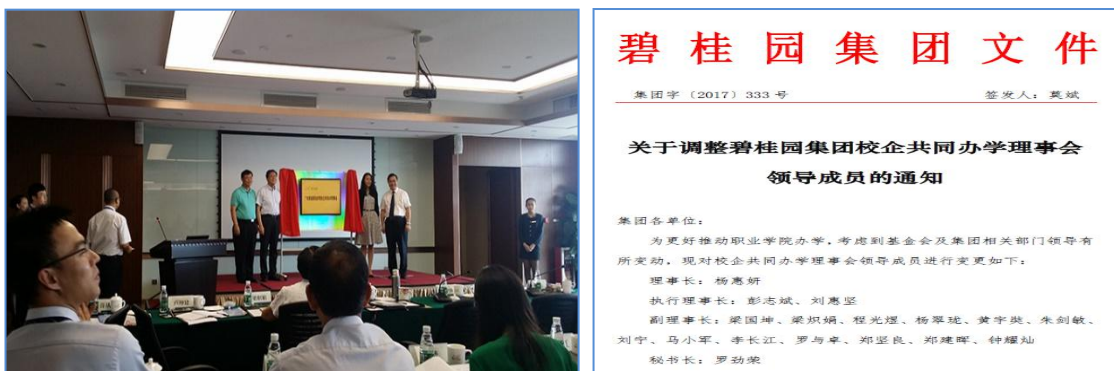 碧桂园集团文件
集团字〔2017〕333号 签发人：莫斌
关于调整碧桂园集团校企共同办学理事会
领导成员的通知
集团各单位：
为更好推动职业学院办学，考虑到基金会及集团相关部门领导有
所变动，现对校企共同办学理事会领导成员进行变更如下：
理事长：杨惠妍
执行理事长：彭志斌、刘惠坚
副理事长：梁国坤、梁炽娟、程光煜、杨翠珑、黄宇奘、朱剑敏、
刘宁、马小军、李长江、罗与卓、郑坚良、郑建晖、钟耀灿
秘书长：罗劲荣